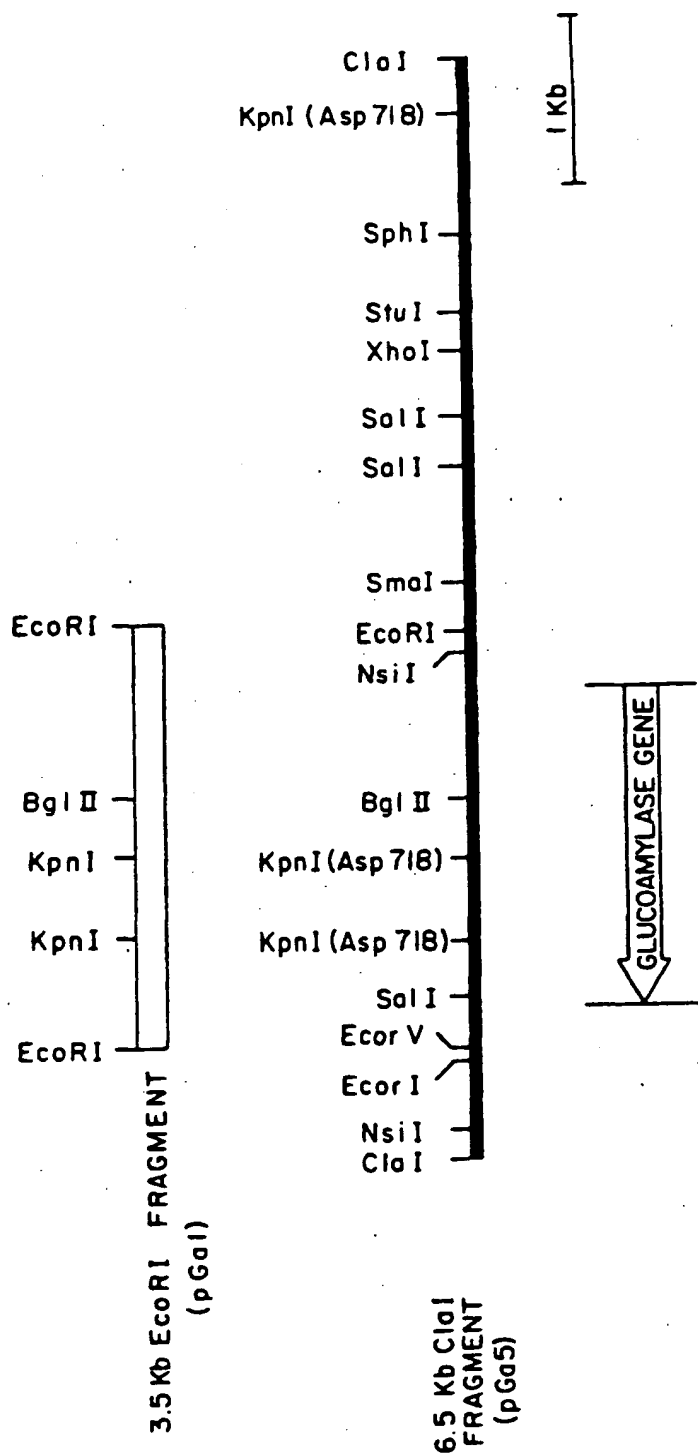 ClaI
KpnI (Asp 718)
1 Kb
SphI
StuI
XhoI
SalI
SalI
SmaI
EcoRI
EcoRI
NsiI
GLUCOAMYLASE GENE
BglII
BglII
KpnI
KpnI (Asp 718)
KpnI
KpnI (Asp 718)
SalI
EcoRI
Ecor V
Ecor I
NsiI
ClaI
3.5 Kb EcoRI FRAGMENT
(pGa1)
6.5 Kb ClaI
FRAGMENT
(pGa5)